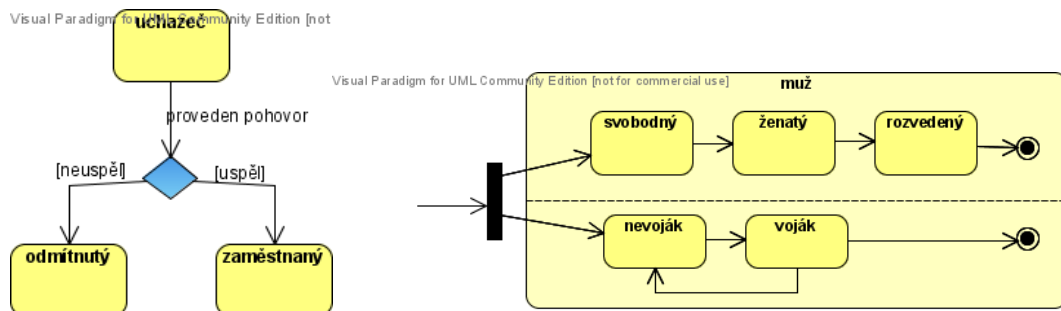 Visual Paradigm for UML Community Edition [not
uchazeč
proveden pohovor
[neuspěl]
[uspěl]
odmítnutý
zaměstnaný
Visual Paradigm for UML Community Edition [not for commercial use]
muž
svobodný
ženatý
rozvedený
nevoják
voják